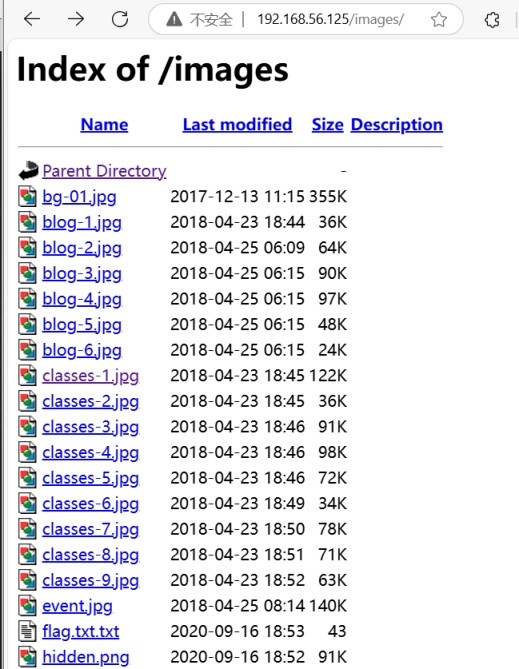 不安全 | 192.168.56.125/images/
Index of /images
Name Last modified Size Description
Parent Directory -
bg-01.jpg 2017-12-13 11:15 355K
blog-1.jpg 2018-04-23 18:44 36K
blog-2.jpg 2018-04-25 06:09 64K
blog-3.jpg 2018-04-25 06:15 90K
blog-4.jpg 2018-04-25 06:15 97K
blog-5.jpg 2018-04-25 06:15 48K
blog-6.jpg 2018-04-25 06:15 24K
classes-1.jpg 2018-04-23 18:45 122K
classes-2.jpg 2018-04-23 18:45 36K
classes-3.jpg 2018-04-23 18:46 91K
classes-4.jpg 2018-04-23 18:46 98K
classes-5.jpg 2018-04-23 18:46 72K
classes-6.jpg 2018-04-23 18:49 34K
classes-7.jpg 2018-04-23 18:50 78K
classes-8.jpg 2018-04-23 18:51 71K
classes-9.jpg 2018-04-23 18:52 63K
event.jpg 2018-04-25 08:14 140K
flag.txt.txt 2020-09-16 18:53 43
hidden.png 2020-09-16 18:52 91K